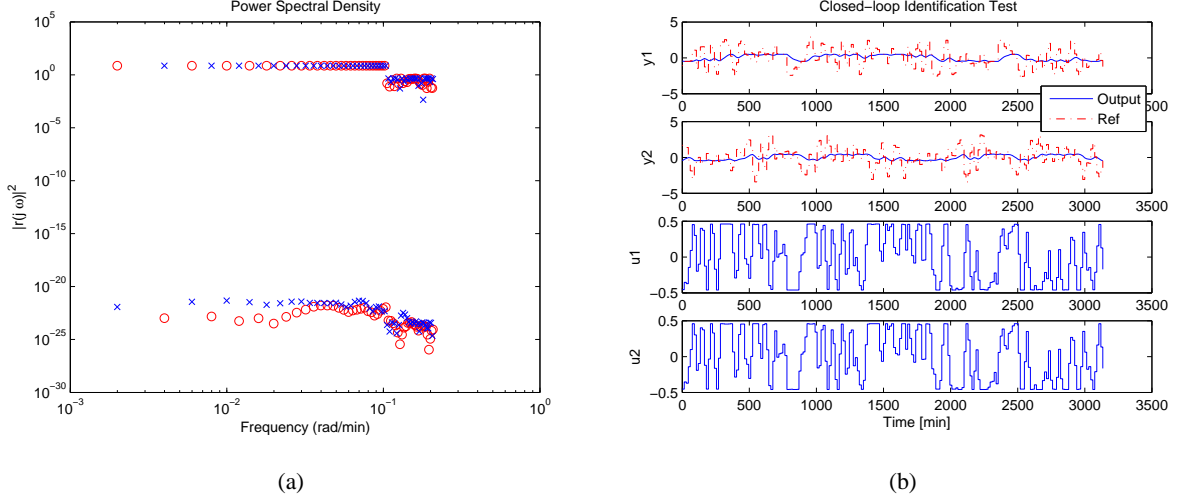 Power Spectral Density
10^5
10^0
10^−5
10^−10
10^−15
10^−20
10^−25
10^−30
|r(j ω)|^2
10^−3
10^−2
10^−1
10^0
Frequency (rad/min)
(a)
Closed−loop Identification Test
y1
5
0
−5
0 500 1000 1500 2000 2500 3000 3500
Output
Ref
y2
5
0
−5
0 500 1000 1500 2000 2500 3000 3500
u1
0.5
0
−0.5
0 500 1000 1500 2000 2500 3000 3500
u2
0.5
0
−0.5
0 500 1000 1500 2000 2500 3000 3500
Time [min]
(b)